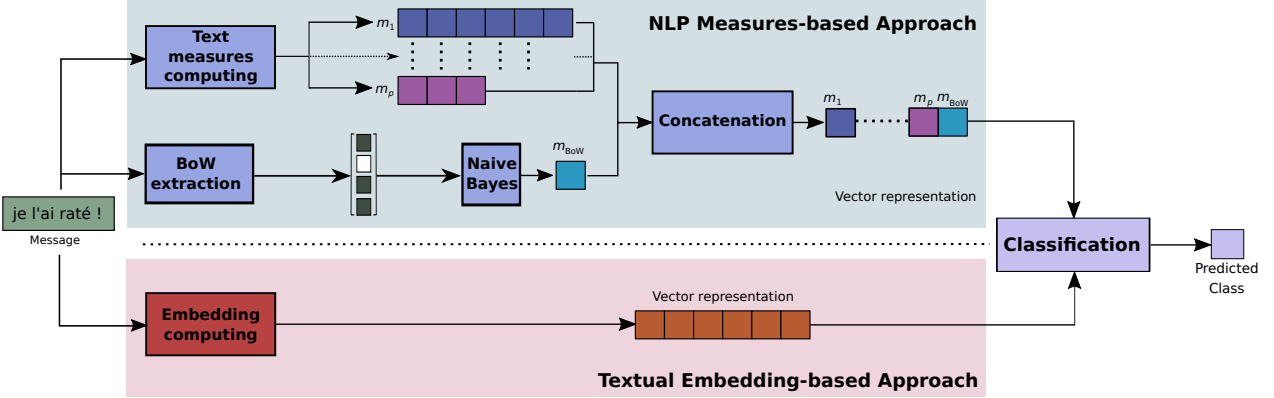 NLP Measures-based Approach
Text
measures
computing
m1
mp
BoW
extraction
Naive
Bayes
mBoW
Concatenation
m1
mp mBoW
Vector representation
je l'ai raté !
Message
Classification
Predicted
Class
Embedding
computing
Vector representation
Textual Embedding-based Approach